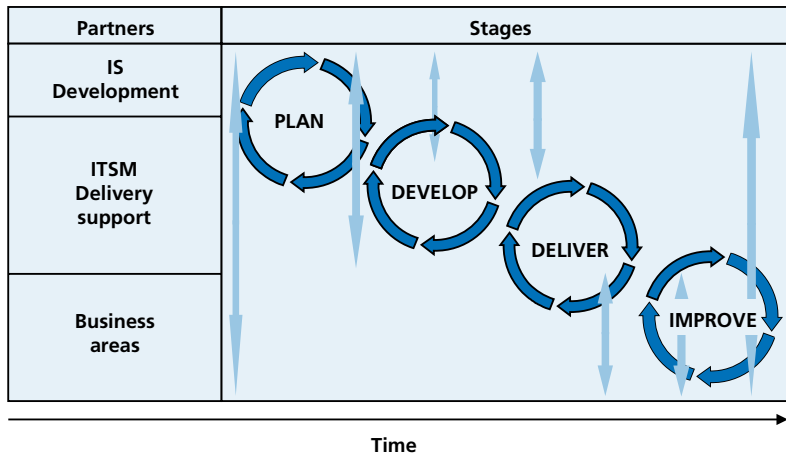 Partners
Stages
IS
Development
PLAN
ITSM
Delivery
support
DEVELOP
DELIVER
Business
areas
IMPROVE
Time